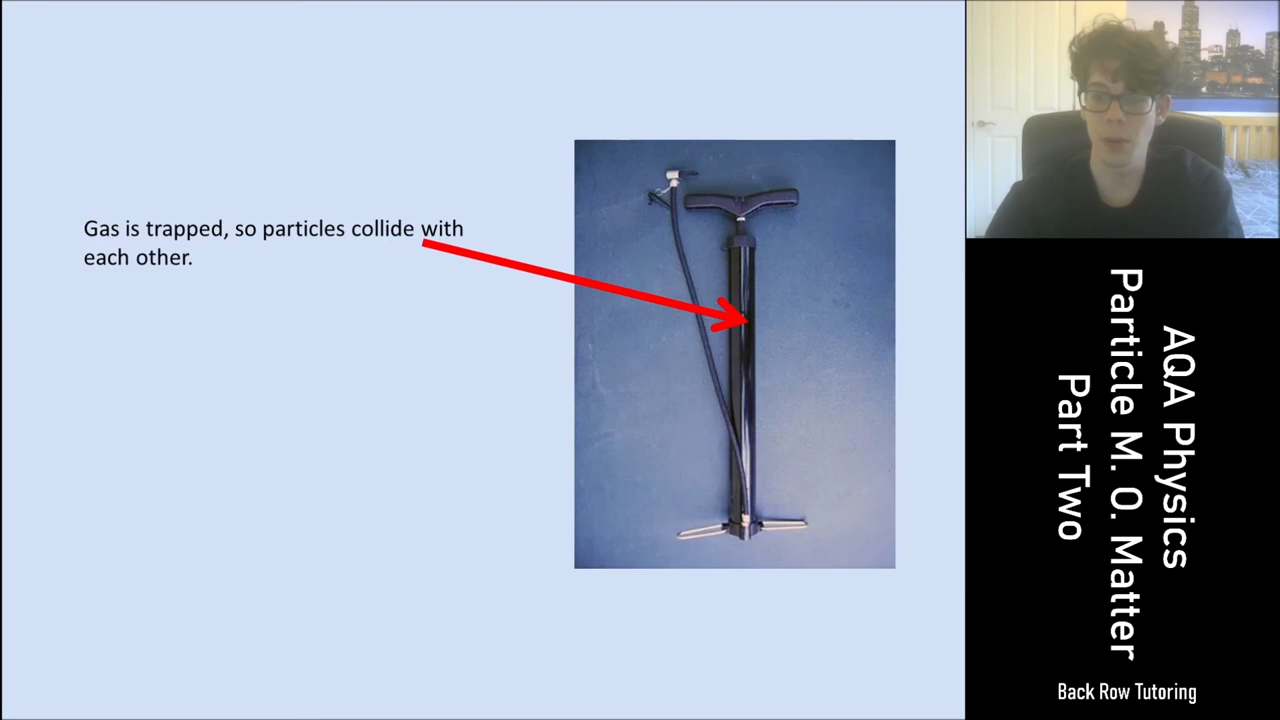 Gas is trapped, so particles collide with
each other.
AQA Physics
Particle M. O. Matter
Part Two
Back Row Tutoring